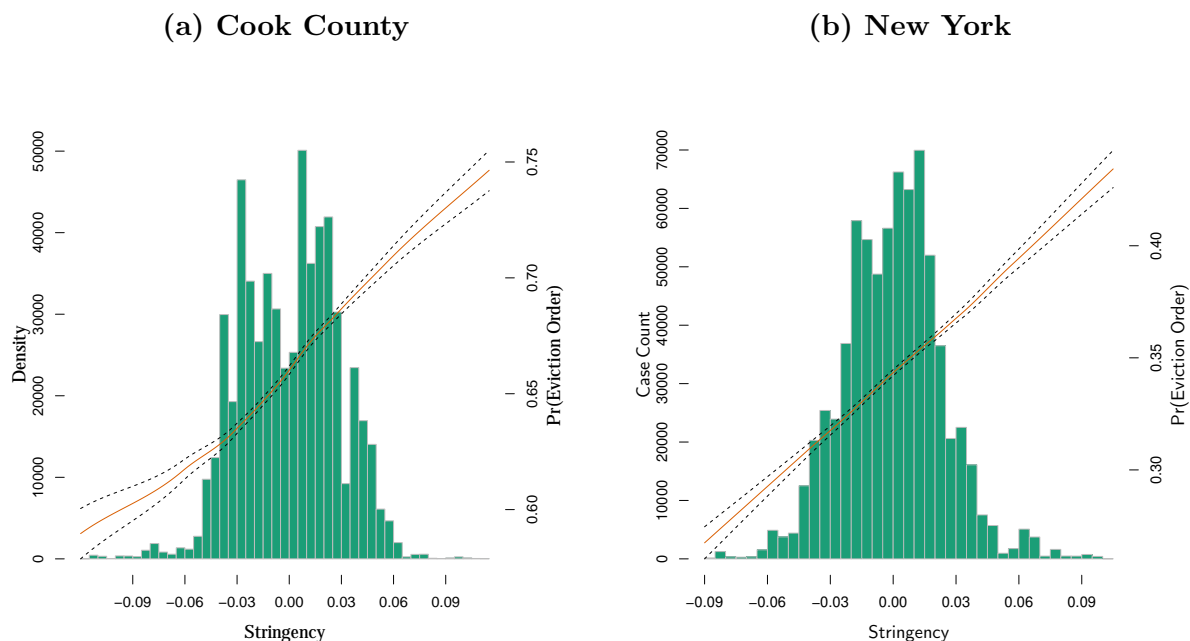 (a) Cook County
50000
40000
30000
20000
10000
0
Density
0.75
0.70
0.65
0.60
Pr(Eviction Order)
−0.09 −0.06 −0.03 0.00 0.03 0.06 0.09
Stringency
(b) New York
70000
60000
50000
40000
30000
20000
10000
0
Case Count
0.40
0.35
0.30
Pr(Eviction Order)
−0.09 −0.06 −0.03 0.00 0.03 0.06 0.09
Stringency